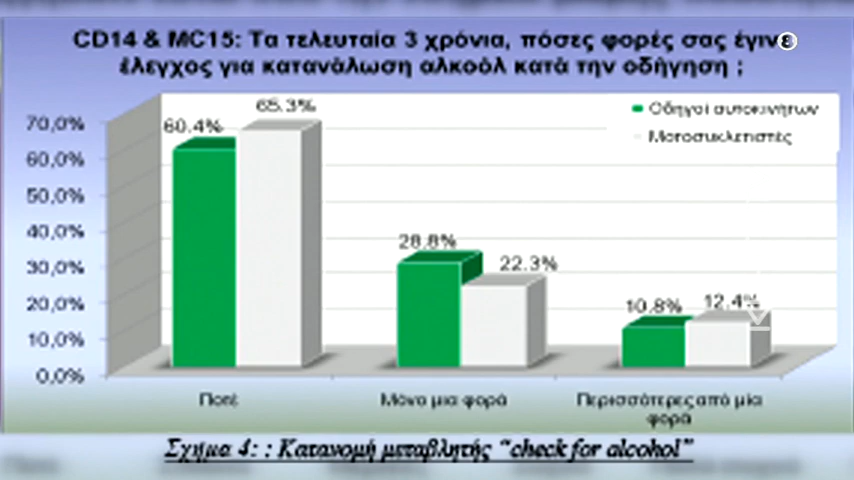 CD14 & MC15: Τα τελευταία 3 χρόνια, πόσες φορές σας έγινε
έλεγχος για κατανάλωση αλκοόλ κατά την οδήγηση ;
Οδηγοί αυτοκινήτων
Μοτοσυκλετιστές
70,0%
60,0%
50,0%
40,0%
30,0%
20,0%
10,0%
0,0%
60.4%
65.3%
28.8%
22.3%
10.8%
12.4%
Ποτέ
Μόνο μια φορά
Περισσότερες από μία
φορά
Σχήμα 4: : Κατανομή μεταβλητής "check for alcohol"